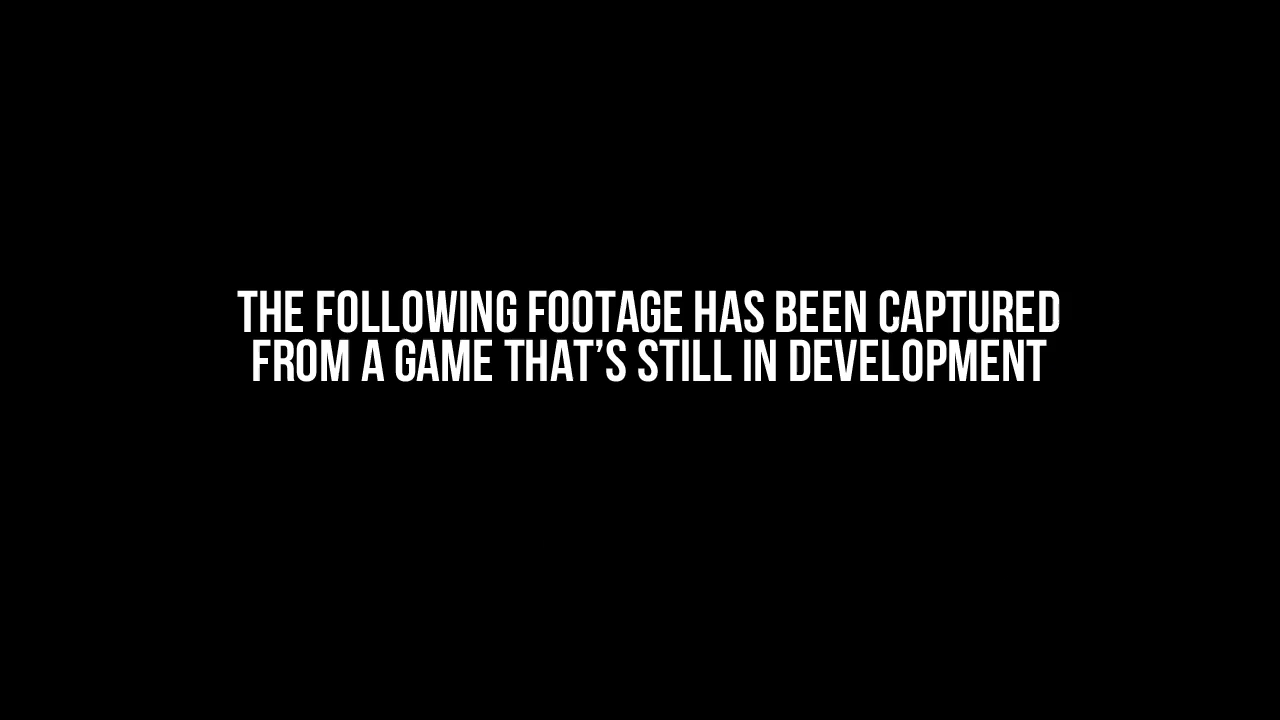 THE FOLLOWING FOOTAGE HAS BEEN CAPTURED
FROM A GAME THAT’S STILL IN DEVELOPMENT